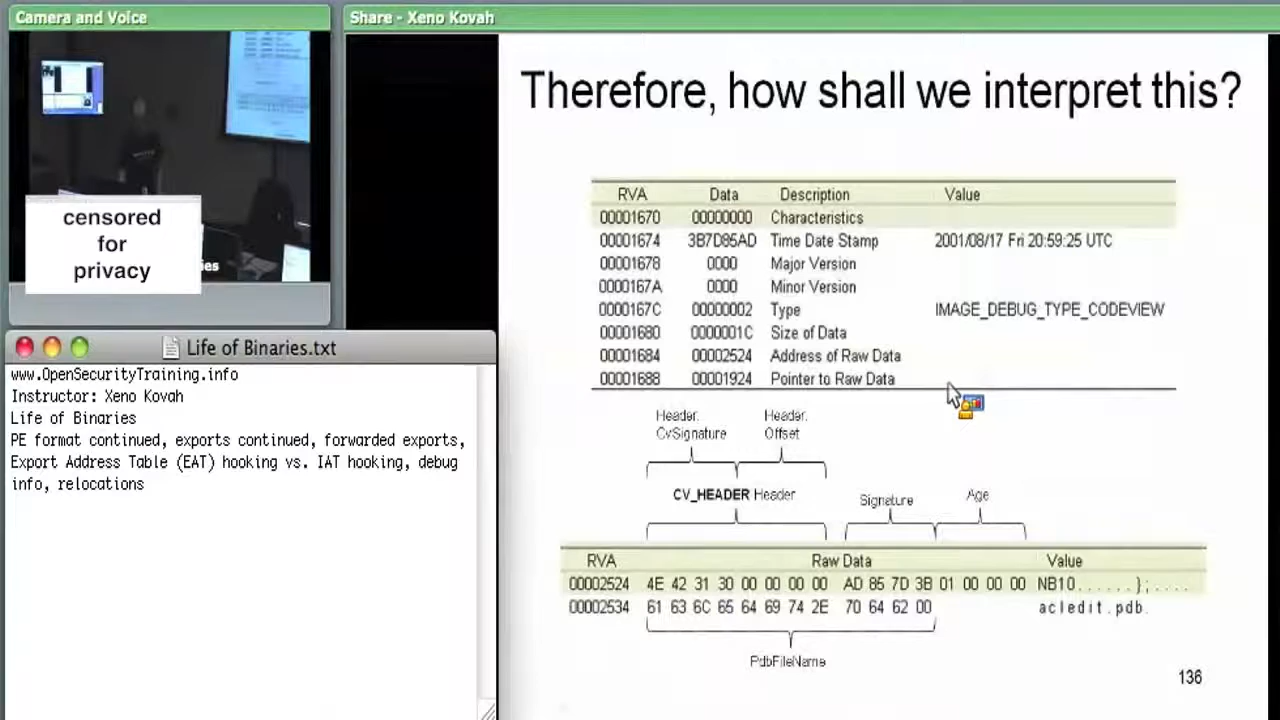 Camera and Voice
Share - Xeno Kovah
censored
for
privacy
ies
Life of Binaries.txt
www.OpenSecurityTraining.info
Instructor: Xeno Kovah
Life of Binaries
PE format continued, exports continued, forwarded exports,
Export Address Table (EAT) hooking vs. IAT hooking, debug
info, relocations
Therefore, how shall we interpret this?
RVA Data Description Value
00001670 00000000 Characteristics
00001674 3B7D85AD Time Date Stamp 2001/08/17 Fri 20:59:25 UTC
00001678 0000 Major Version
0000167A 0000 Minor Version
0000167C 00000002 Type IMAGE_DEBUG_TYPE_CODEVIEW
00001680 0000001C Size of Data
00001684 00002524 Address of Raw Data
00001688 00001924 Pointer to Raw Data
Header. Header.
CvSignature Offset
CV_HEADER Header Signature Age
RVA Raw Data Value
00002524 4E 42 31 30 00 00 00 00 AD 85 7D 3B 01 00 00 00 NB10......};....
00002534 61 63 6C 65 64 69 74 2E 70 64 62 00 acledit.pdb.
PdbFileName
136